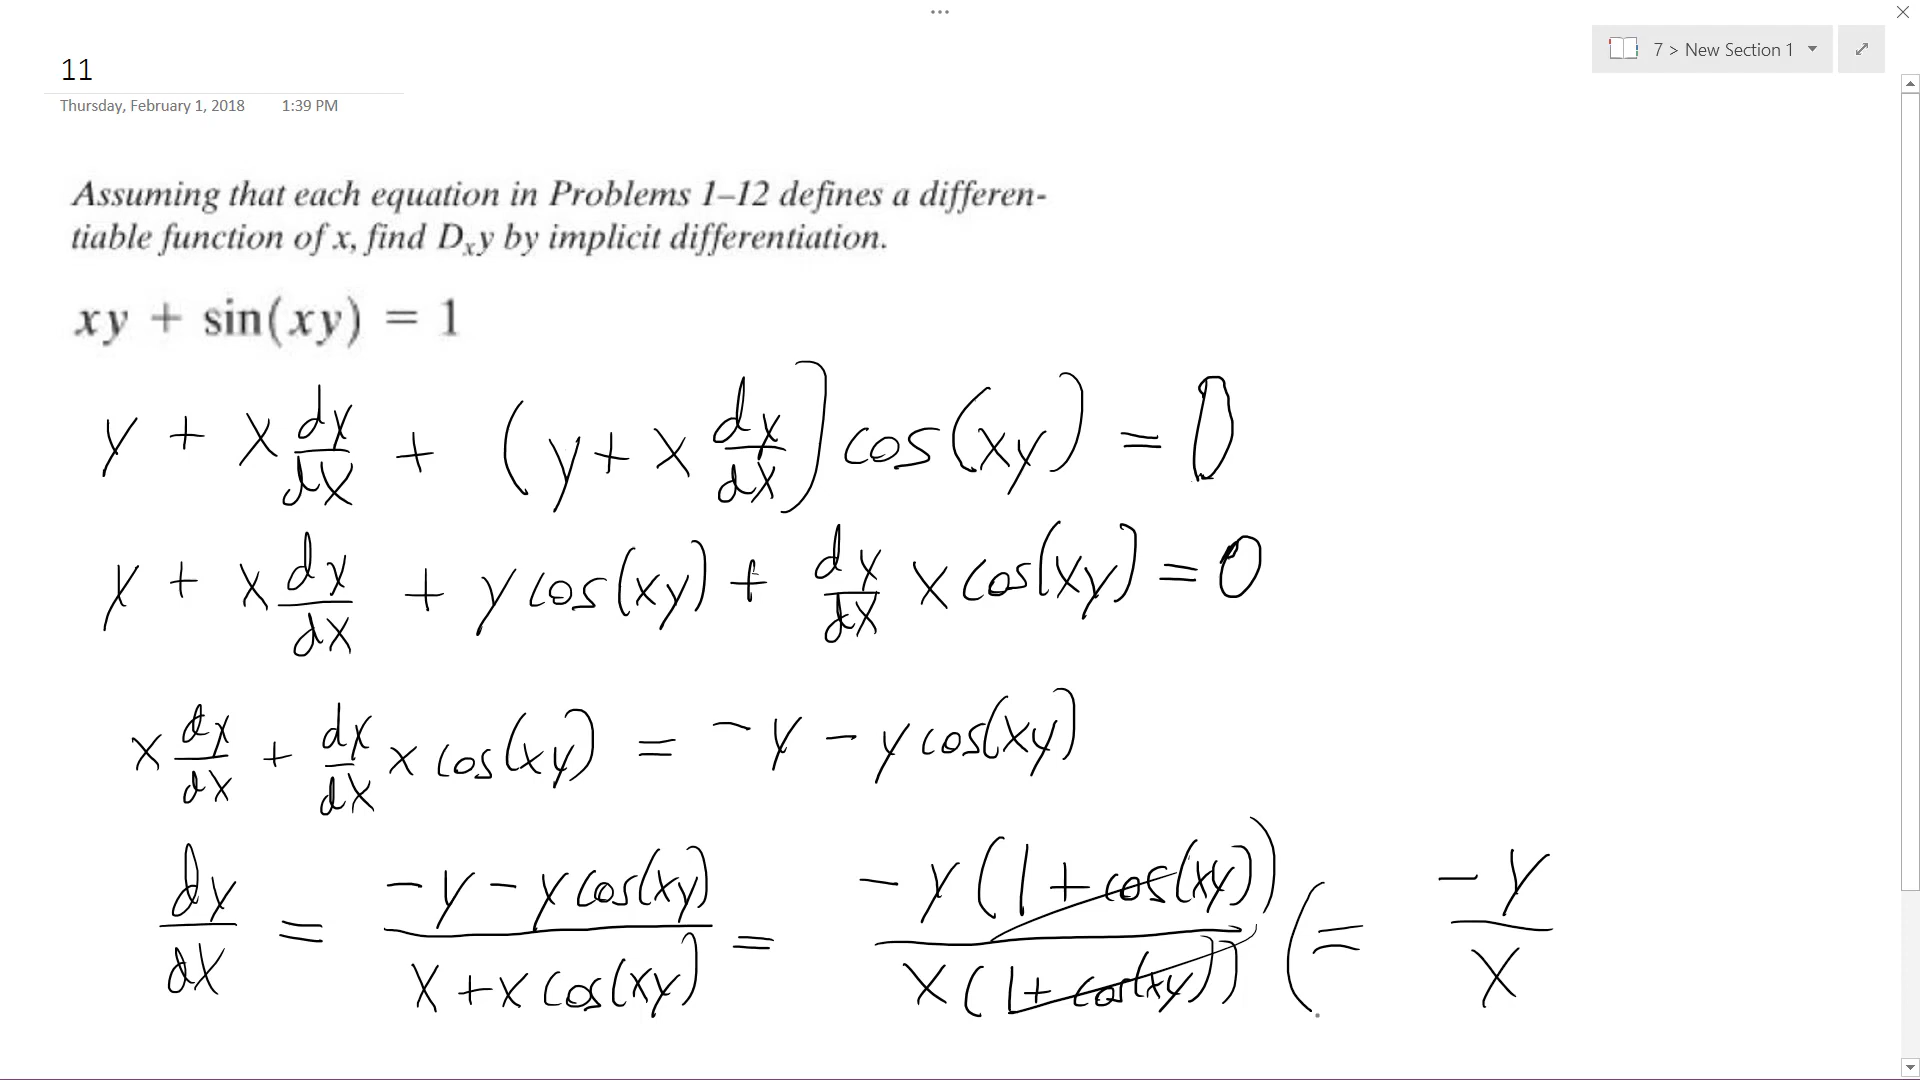 ...
7 > New Section 1
11
Thursday, February 1, 2018 1:39 PM
Assuming that each equation in Problems 1–12 defines a differen-
tiable function of x, find Dₓy by implicit differentiation.
xy + sin(xy) = 1
y + x dy/dx + (y + x dy/dx) cos(xy) = 0
y + x dy/dx + y cos(xy) + dy/dx x cos(xy) = 0
x dy/dx + dy/dx x cos(xy) = -y - y cos(xy)
dy/dx = (-y - y cos(xy))/(x + x cos(xy)) = -y(1 + cos(xy))/x(1 + cos(xy)) (= -y/x